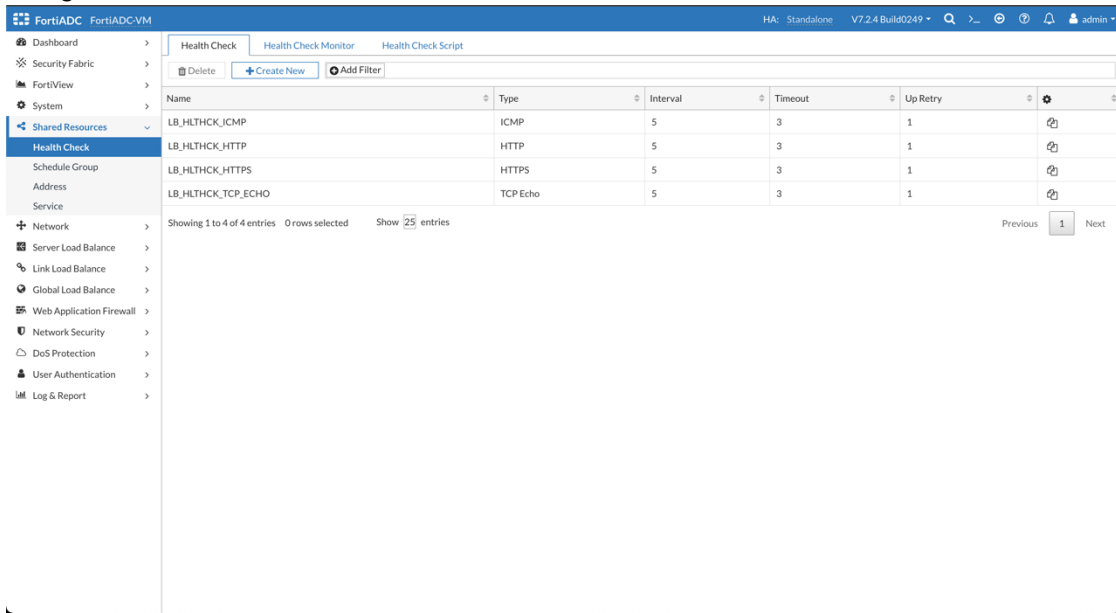 FortiADC FortiADC-VM HA: Standalone V7.2.4 Build0249 admin
Dashboard
Security Fabric
FortiView
System
Shared Resources
Health Check
Schedule Group
Address
Service
Network
Server Load Balance
Link Load Balance
Global Load Balance
Web Application Firewall
Network Security
DoS Protection
User Authentication
Log & Report
Health Check Health Check Monitor Health Check Script
Delete Create New Add Filter
Name Type Interval Timeout Up Retry
LB_HLTHCK_ICMP ICMP 5 3 1
LB_HLTHCK_HTTP HTTP 5 3 1
LB_HLTHCK_HTTPS HTTPS 5 3 1
LB_HLTHCK_TCP_ECHO TCP Echo 5 3 1
Showing 1 to 4 of 4 entries 0 rows selected Show 25 entries Previous 1 Next